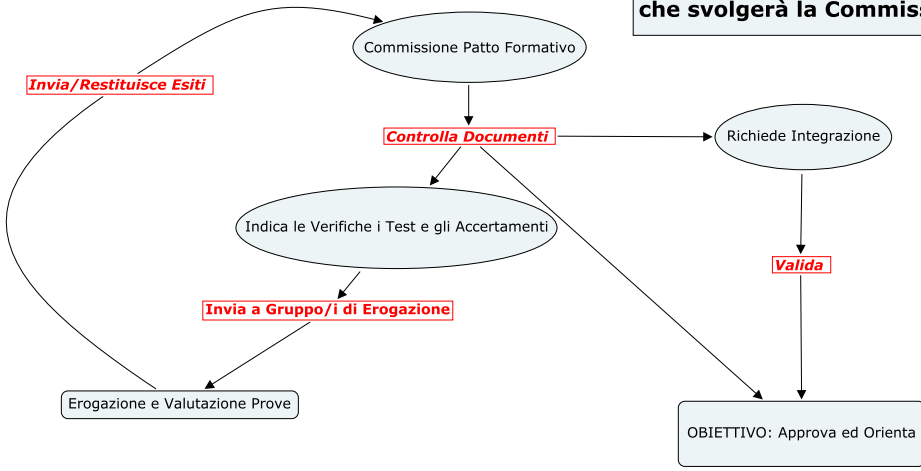 che svolgerà la Commiss
Commissione Patto Formativo
Invia/Restituisce Esiti
Controlla Documenti
Richiede Integrazione
Indica le Verifiche i Test e gli Accertamenti
Valida
Invia a Gruppo/i di Erogazione
Erogazione e Valutazione Prove
OBIETTIVO: Approva ed Orienta